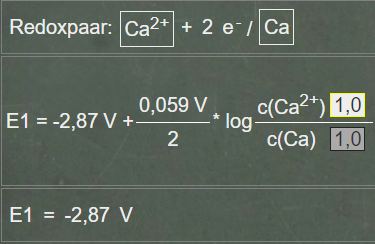 Redoxpaar: Ca²⁺ + 2 e⁻ / Ca
E1 = -2,87 V + 0,059 V / 2 * log c(Ca²⁺) 1,0 / c(Ca) 1,0
E1 = -2,87 V